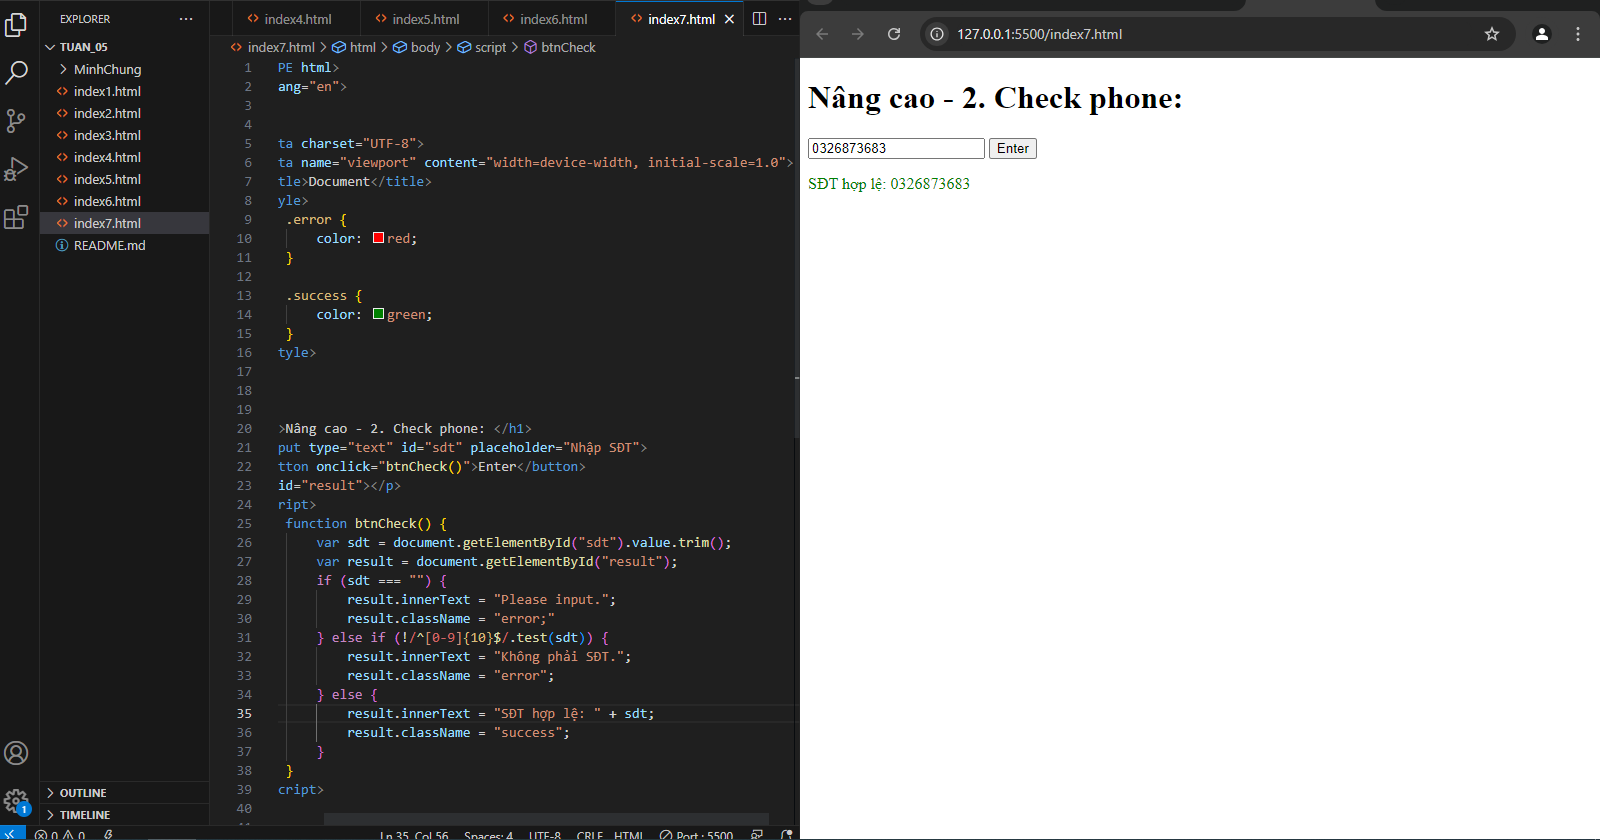 EXPLORER ···
TUAN_05
MinhChung
index1.html
index2.html
index3.html
index4.html
index5.html
index6.html
index7.html
README.md
OUTLINE
TIMELINE
1
index4.html index5.html index6.html index7.html ···
index7.html > html > body > script > btnCheck
1 PE html>
2 ang="en">
3
4
5 ta charset="UTF-8">
6 ta name="viewport" content="width=device-width, initial-scale=1.0">
7 tle>Document</title>
8 yle>
9 .error {
10 color: red;
11 }
12
13 .success {
14 color: green;
15 }
16 tyle>
17
18
19
20 >Nâng cao - 2. Check phone: </h1>
21 put type="text" id="sdt" placeholder="Nhập SĐT">
22 tton onclick="btnCheck()">Enter</button>
23 id="result"></p>
24 ript>
25 function btnCheck() {
26 var sdt = document.getElementById("sdt").value.trim();
27 var result = document.getElementById("result");
28 if (sdt === "") {
29 result.innerText = "Please input.";
30 result.className = "error;"
31 } else if (!/^[0-9]{10}$/.test(sdt)) {
32 result.innerText = "Không phải SĐT.";
33 result.className = "error";
34 } else {
35 result.innerText = "SĐT hợp lệ: " + sdt;
36 result.className = "success";
37 }
38 }
39 cript>
40
0 0 Ln 35, Col 56 Spaces: 4 UTF-8 CRLF HTML Port : 5500
127.0.0.1:5500/index7.html
Nâng cao - 2. Check phone:
0326873683 Enter
SĐT hợp lệ: 0326873683